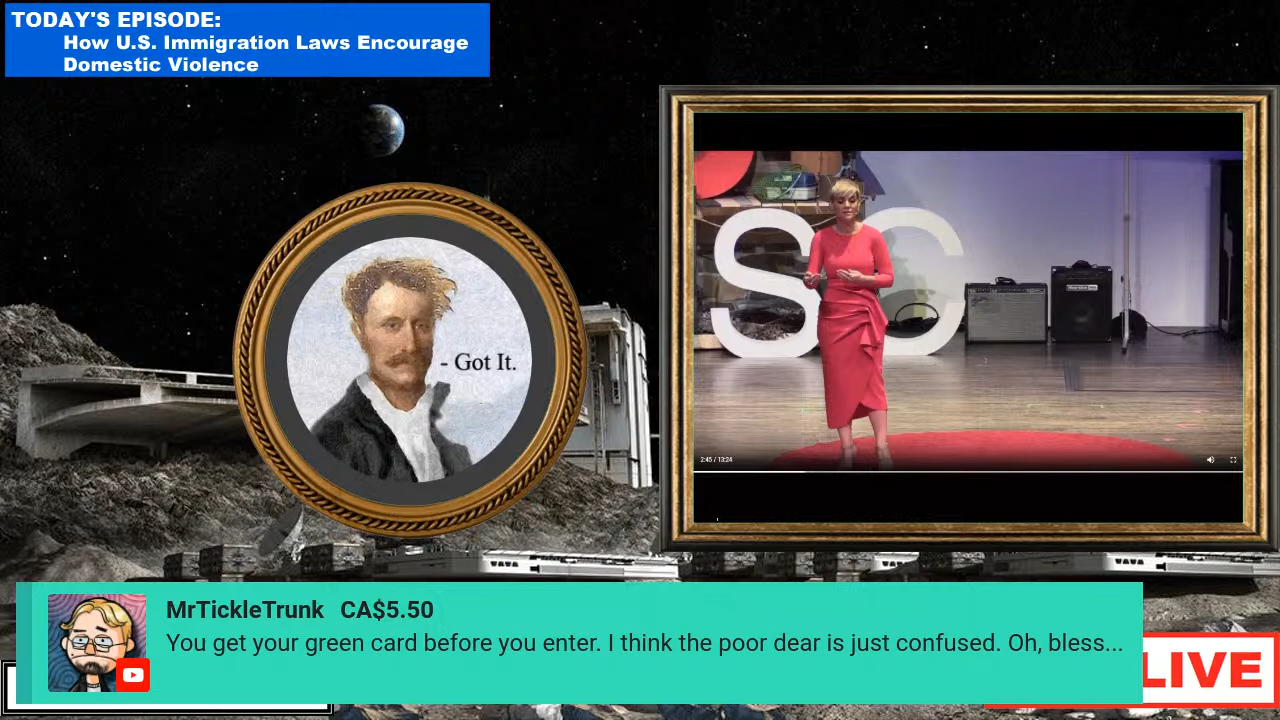 TODAY'S EPISODE:
How U.S. Immigration Laws Encourage
Domestic Violence
- Got It.
SC
2:45 / 13:24
MrTickleTrunk CA$5.50
You get your green card before you enter. I think the poor dear is just confused. Oh, bless...
LIVE